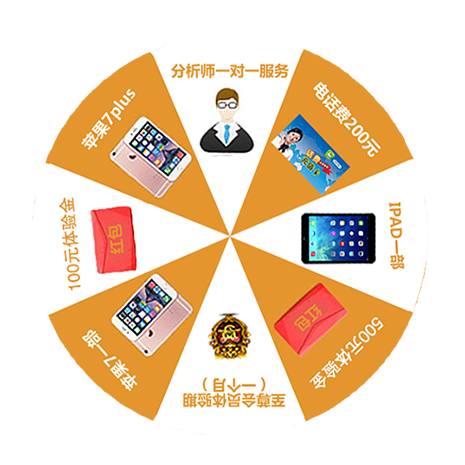 分析师一对一服务
电话费200元
IPAD一部
500元体验金
红包
至尊会员体验期
(一个月)
苹果7一部
100元体验金
红包
苹果7plus